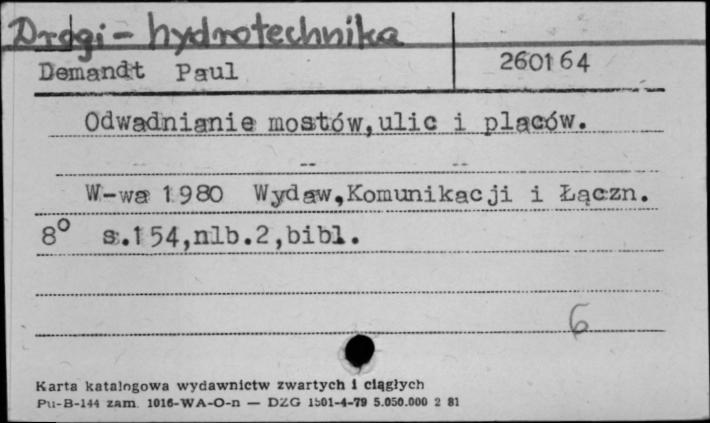 Drogi - hydrotechnika
Demandt Paul 260164
Odwadnianie mostów,ulic i placów.
-- --
W-wa 1980 Wydaw,Komunikacji i Łączn.
8° s.154,nlb.2,bibl.
6
Karta katalogowa wydawnictw zwartych i ciągłych
Pu-B-144 zam. 1016-WA-O-n — DZG 1501-4-79 5.050.000 2 81